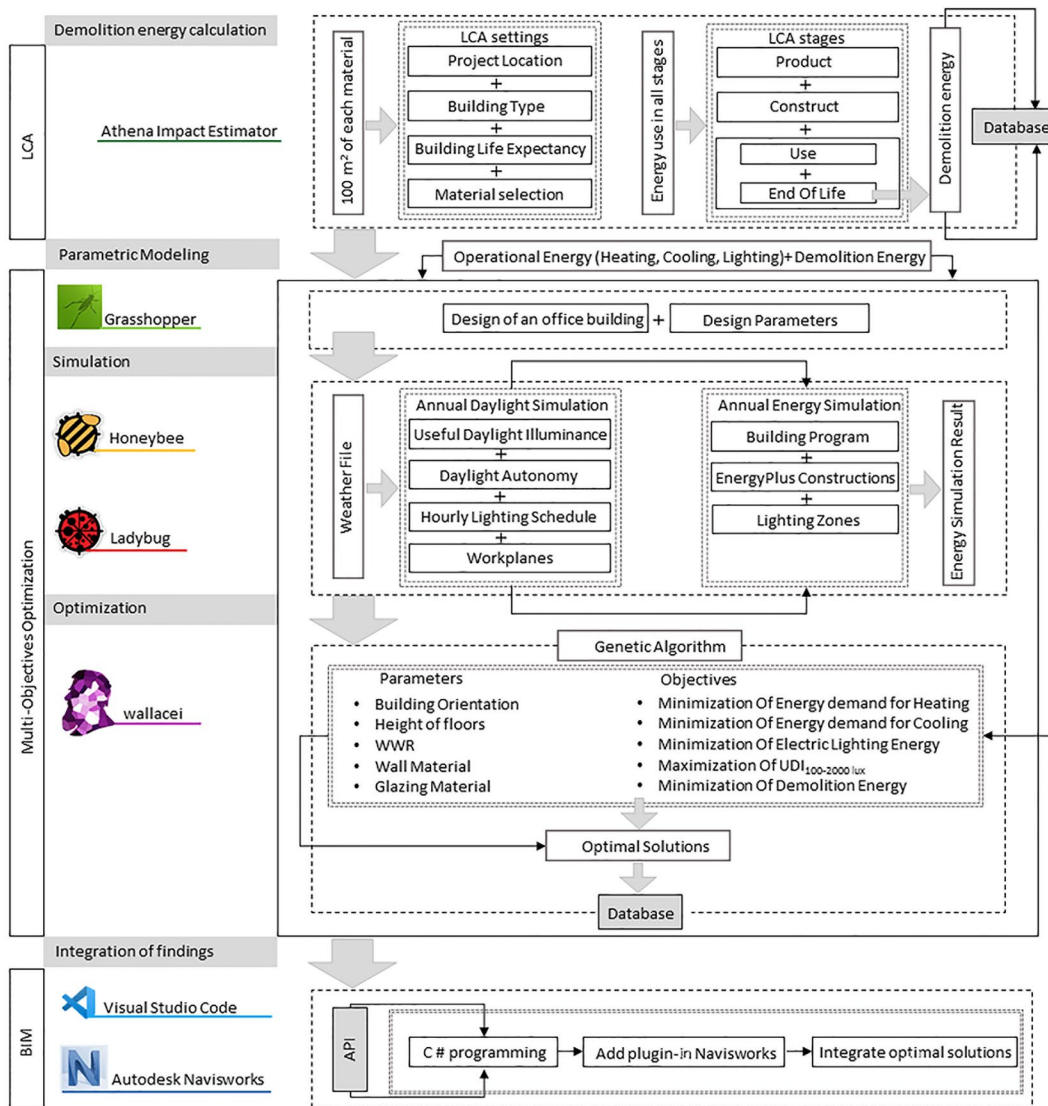 Demolition energy calculation
LCA
Athena Impact Estimator
100 m² of each material
LCA settings
Project Location
+
Building Type
+
Building Life Expectancy
+
Material selection
Energy use in all stages
LCA stages
Product
+
Construct
+
Use
+
End Of Life
Demolition energy
Database
Parametric Modeling
Operational Energy (Heating, Cooling, Lighting)+Demolition Energy
Multi-Objectives Optimization
Grasshopper
Design of an office building + Design Parameters
Simulation
Honeybee
Ladybug
Weather File
Annual Daylight Simulation
Useful Daylight Illuminance
+
Daylight Autonomy
+
Hourly Lighting Schedule
+
Workplanes
Annual Energy Simulation
Building Program
+
EnergyPlus Constructions
+
Lighting Zones
Energy Simulation Result
Optimization
wallacei
Genetic Algorithm
Parameters
• Building Orientation
• Height of floors
• WWR
• Wall Material
• Glazing Material
Objectives
• Minimization Of Energy demand for Heating
• Minimization Of Energy demand for Cooling
• Minimization Of Electric Lighting Energy
• Maximization Of UDI100-2000 lux
• Minimization Of Demolition Energy
Optimal Solutions
Database
Integration of findings
BIM
Visual Studio Code
Autodesk Navisworks
API
C # programming
Add plugin-in Navisworks
Integrate optimal solutions